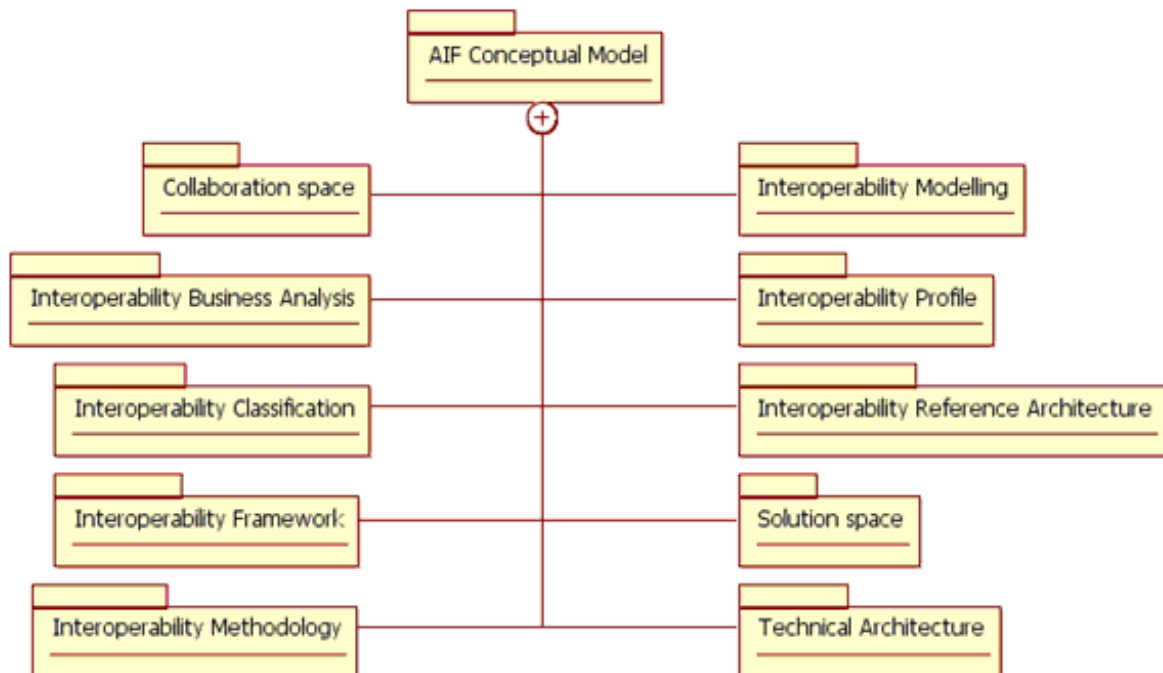 AIF Conceptual Model
Collaboration space
Interoperability Modelling
Interoperability Business Analysis
Interoperability Profile
Interoperability Classification
Interoperability Reference Architecture
Interoperability Framework
Solution space
Interoperability Methodology
Technical Architecture